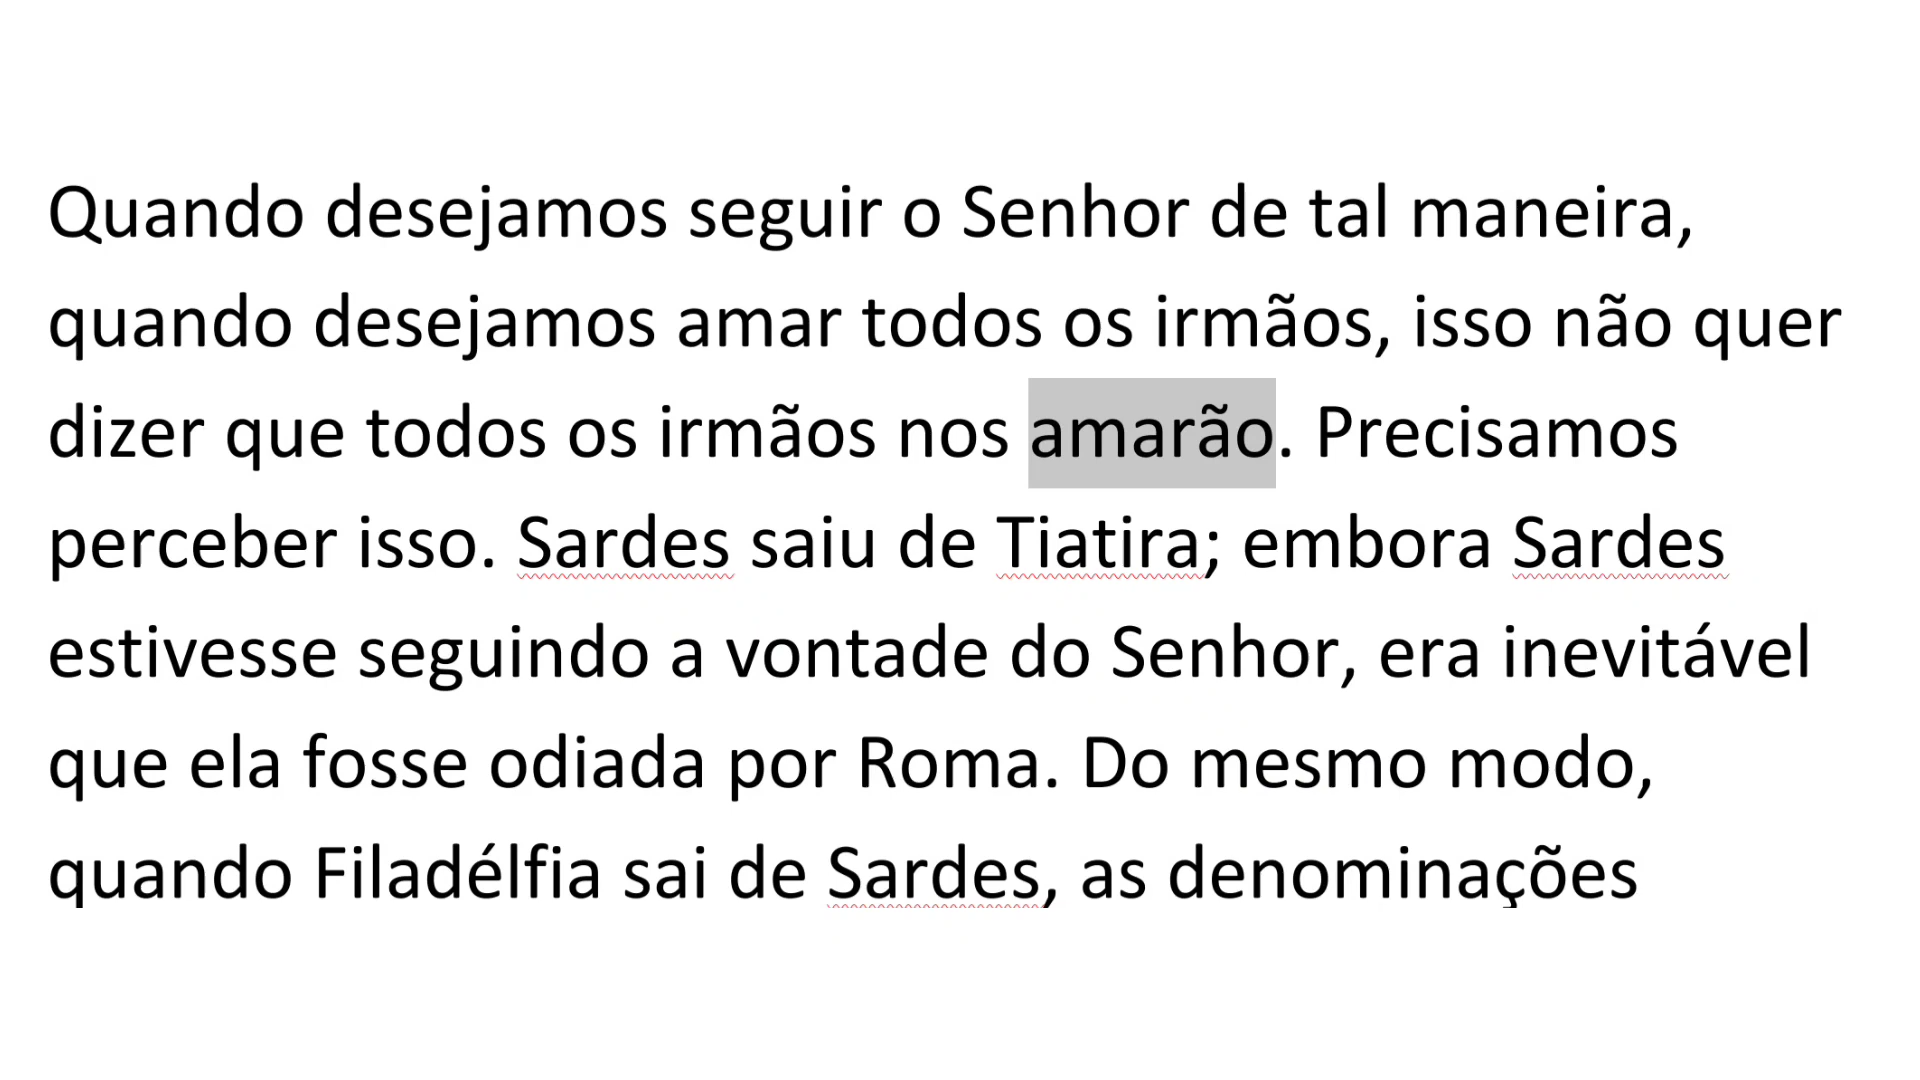 Quando desejamos seguir o Senhor de tal maneira,
quando desejamos amar todos os irmãos, isso não quer
dizer que todos os irmãos nos amarão. Precisamos
perceber isso. Sardes saiu de Tiatira; embora Sardes
estivesse seguindo a vontade do Senhor, era inevitável
que ela fosse odiada por Roma. Do mesmo modo,
quando Filadélfia sai de Sardes, as denominações